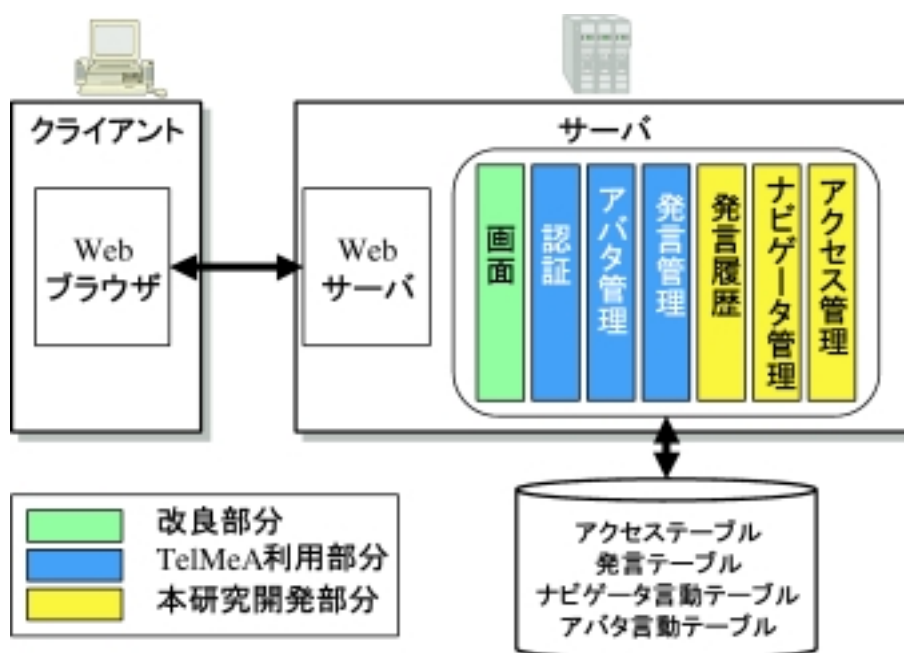 クライアント
Web
ブラウザ
サーバ
Web
サーバ
画面
認証
アバタ管理
発言管理
発言履歴
ナビゲータ管理
アクセス管理
改良部分
TelMeA利用部分
本研究開発部分
アクセステーブル
発言テーブル
ナビゲータ言動テーブル
アバタ言動テーブル